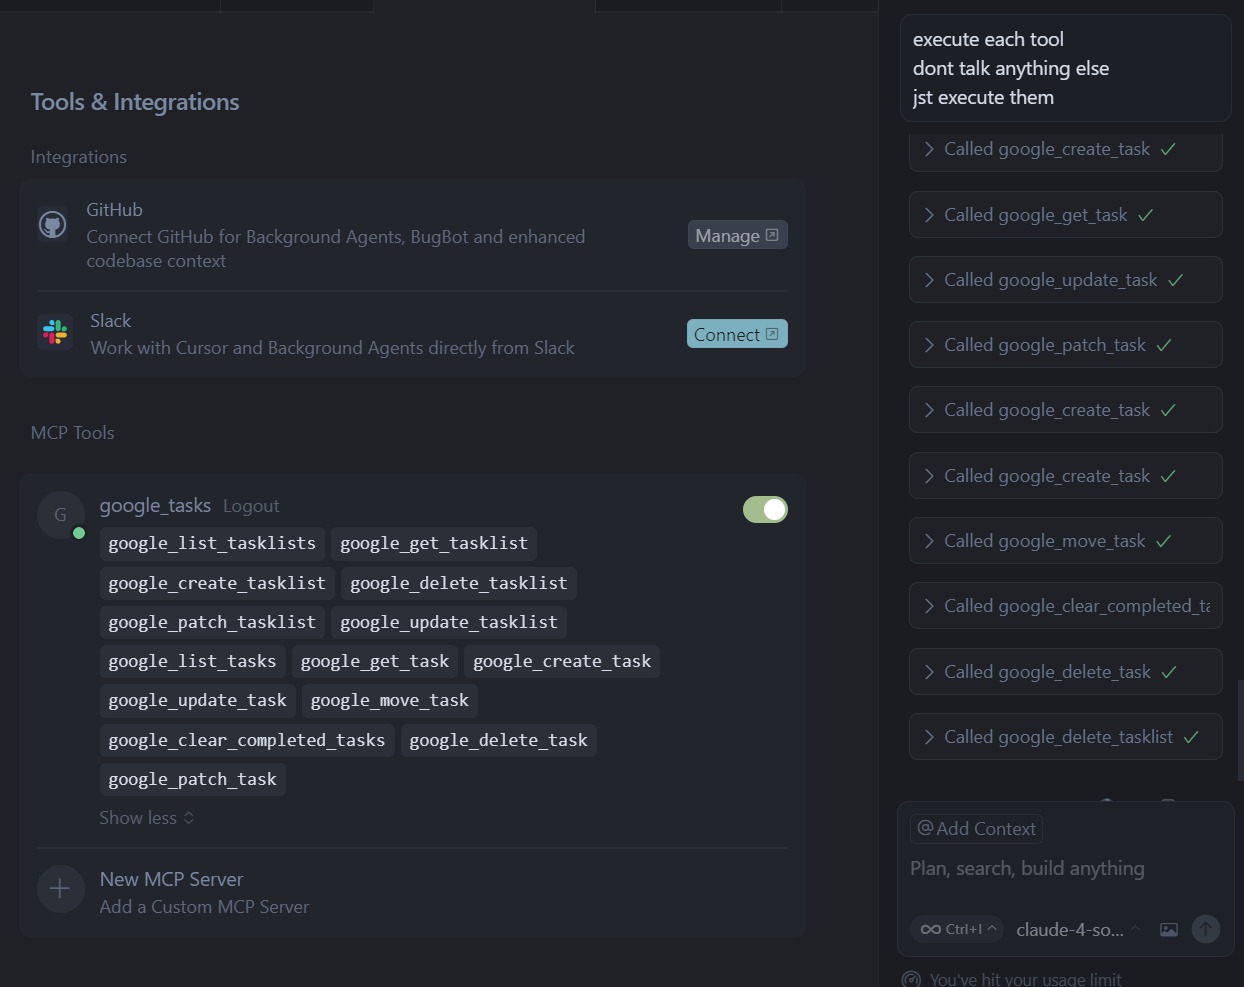 Tools & Integrations
Integrations
GitHub
Connect GitHub for Background Agents, BugBot and enhanced
codebase context
Manage
Slack
Work with Cursor and Background Agents directly from Slack
Connect
MCP Tools
G
google_tasks Logout
google_list_tasklists google_get_tasklist
google_create_tasklist google_delete_tasklist
google_patch_tasklist google_update_tasklist
google_list_tasks google_get_task google_create_task
google_update_task google_move_task
google_clear_completed_tasks google_delete_task
google_patch_task
Show less
New MCP Server
Add a Custom MCP Server
execute each tool
dont talk anything else
jst execute them
Called google_create_task
Called google_get_task
Called google_update_task
Called google_patch_task
Called google_create_task
Called google_create_task
Called google_move_task
Called google_clear_completed_ta
Called google_delete_task
Called google_delete_tasklist
@ Add Context
Plan, search, build anything
Ctrl+I claude-4-so...
You've hit your usage limit